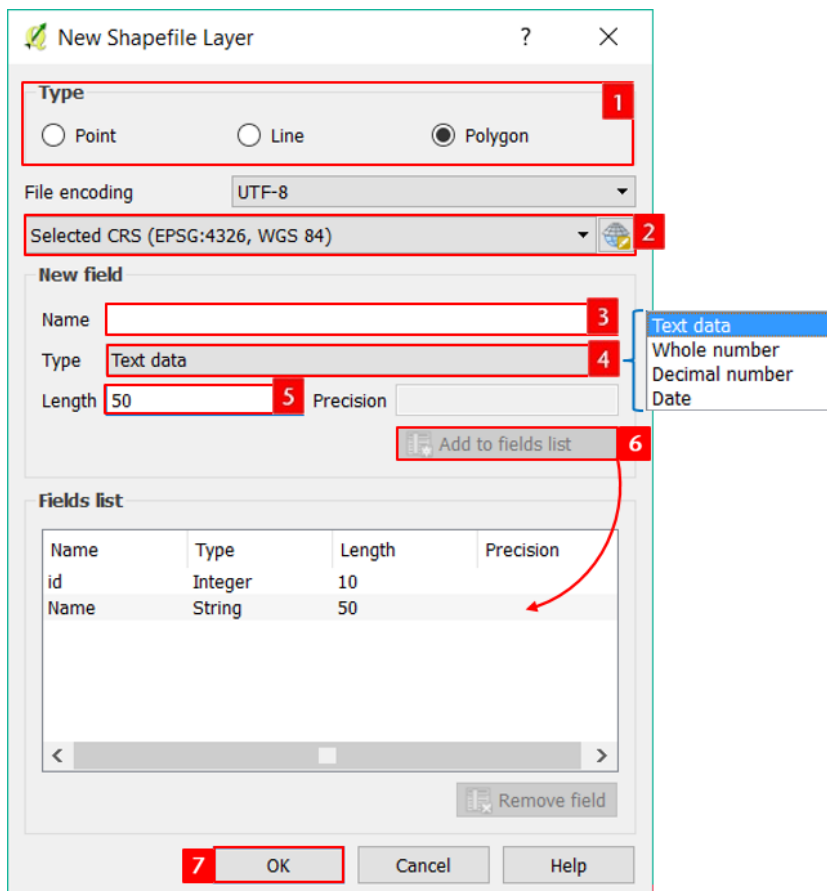 New Shapefile Layer ?
Type 1
Point Line Polygon
File encoding UTF-8
Selected CRS (EPSG:4326, WGS 84) 2
New field
Name 3
Type Text data 4
Text data
Whole number
Decimal number
Date
Length 50 5 Precision
Add to fields list 6
Fields list
Name Type Length Precision
id Integer 10
Name String 50
Remove field
7 OK Cancel Help